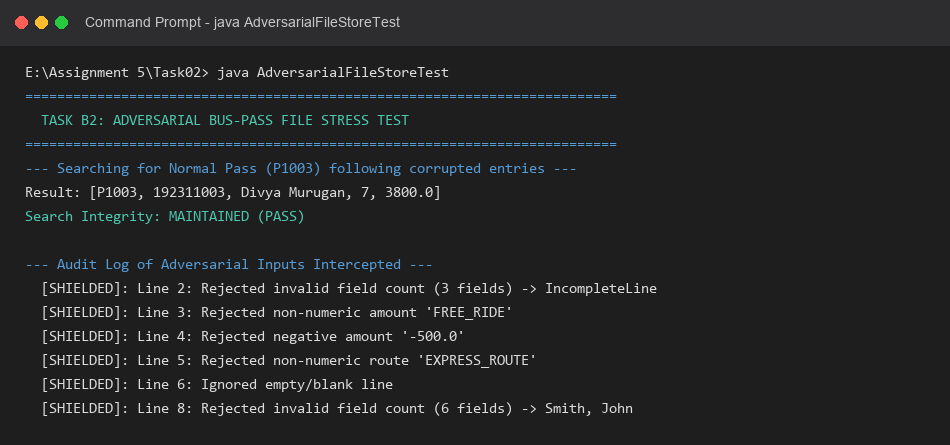 Command Prompt - java AdversarialFileStoreTest
E:\Assignment 5\Task02> java AdversarialFileStoreTest
==========================================================================
TASK B2: ADVERSARIAL BUS-PASS FILE STRESS TEST
==========================================================================
--- Searching for Normal Pass (P1003) following corrupted entries ---
Result: [P1003, 192311003, Divya Murugan, 7, 3800.0]
Search Integrity: MAINTAINED (PASS)
--- Audit Log of Adversarial Inputs Intercepted ---
[SHIELDED]: Line 2: Rejected invalid field count (3 fields) -> IncompleteLine
[SHIELDED]: Line 3: Rejected non-numeric amount 'FREE_RIDE'
[SHIELDED]: Line 4: Rejected negative amount '-500.0'
[SHIELDED]: Line 5: Rejected non-numeric route 'EXPRESS_ROUTE'
[SHIELDED]: Line 6: Ignored empty/blank line
[SHIELDED]: Line 8: Rejected invalid field count (6 fields) -> Smith, John